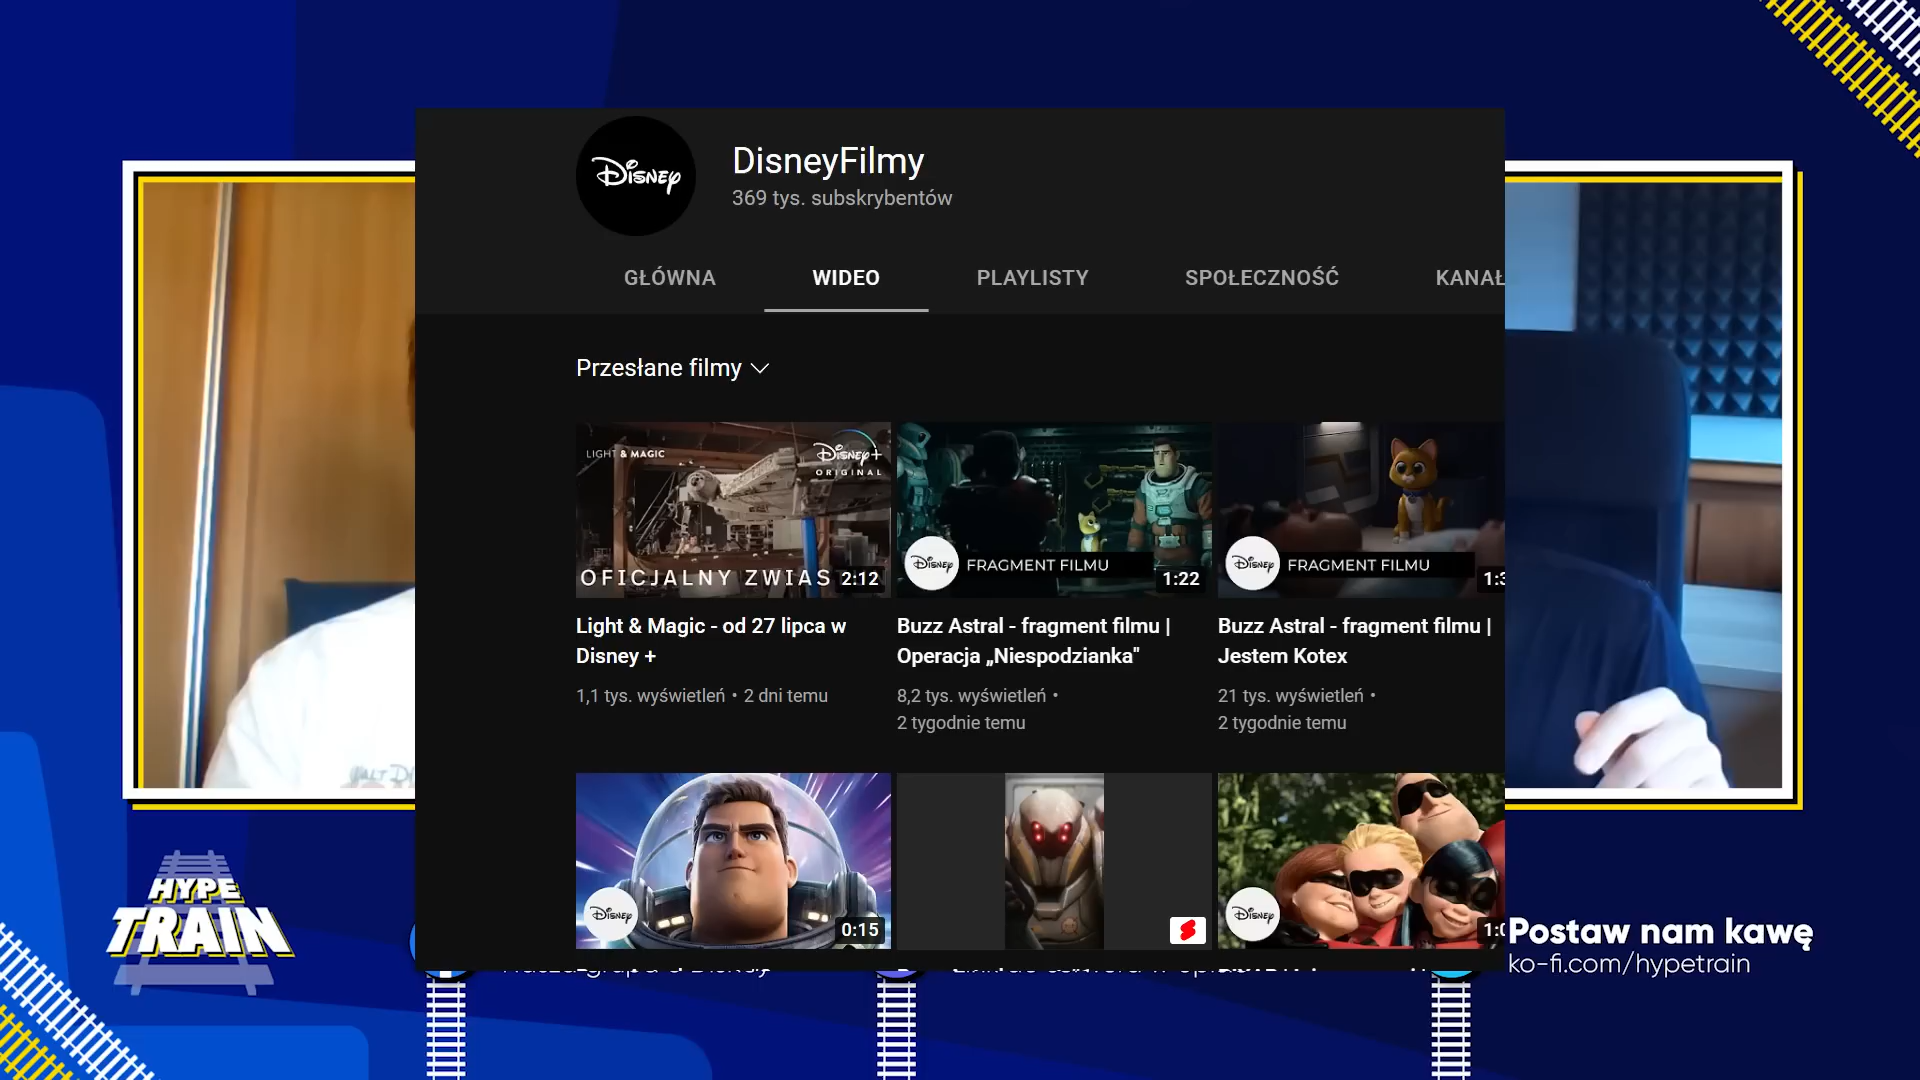 Disney
DisneyFilmy
369 tys. subskrybentów
GŁÓWNA
WIDEO
PLAYLISTY
SPOŁECZNOŚĆ
KANAŁ
Przesłane filmy
LIGHT & MAGIC
Disney+
ORIGINAL
OFICJALNY ZWIAS
2:12
Disney
FRAGMENT FILMU
1:22
Disney
FRAGMENT FILMU
Light & Magic - od 27 lipca w
Disney +
1,1 tys. wyświetleń • 2 dni temu
Buzz Astral - fragment filmu |
Operacja „Niespodzianka"
8,2 tys. wyświetleń •
2 tygodnie temu
Buzz Astral - fragment filmu |
Jestem Kotex
21 tys. wyświetleń •
2 tygodnie temu
Disney
0:15
Disney
HYPE
TRAIN
Postaw nam kawę
ko-fi.com/hypetrain